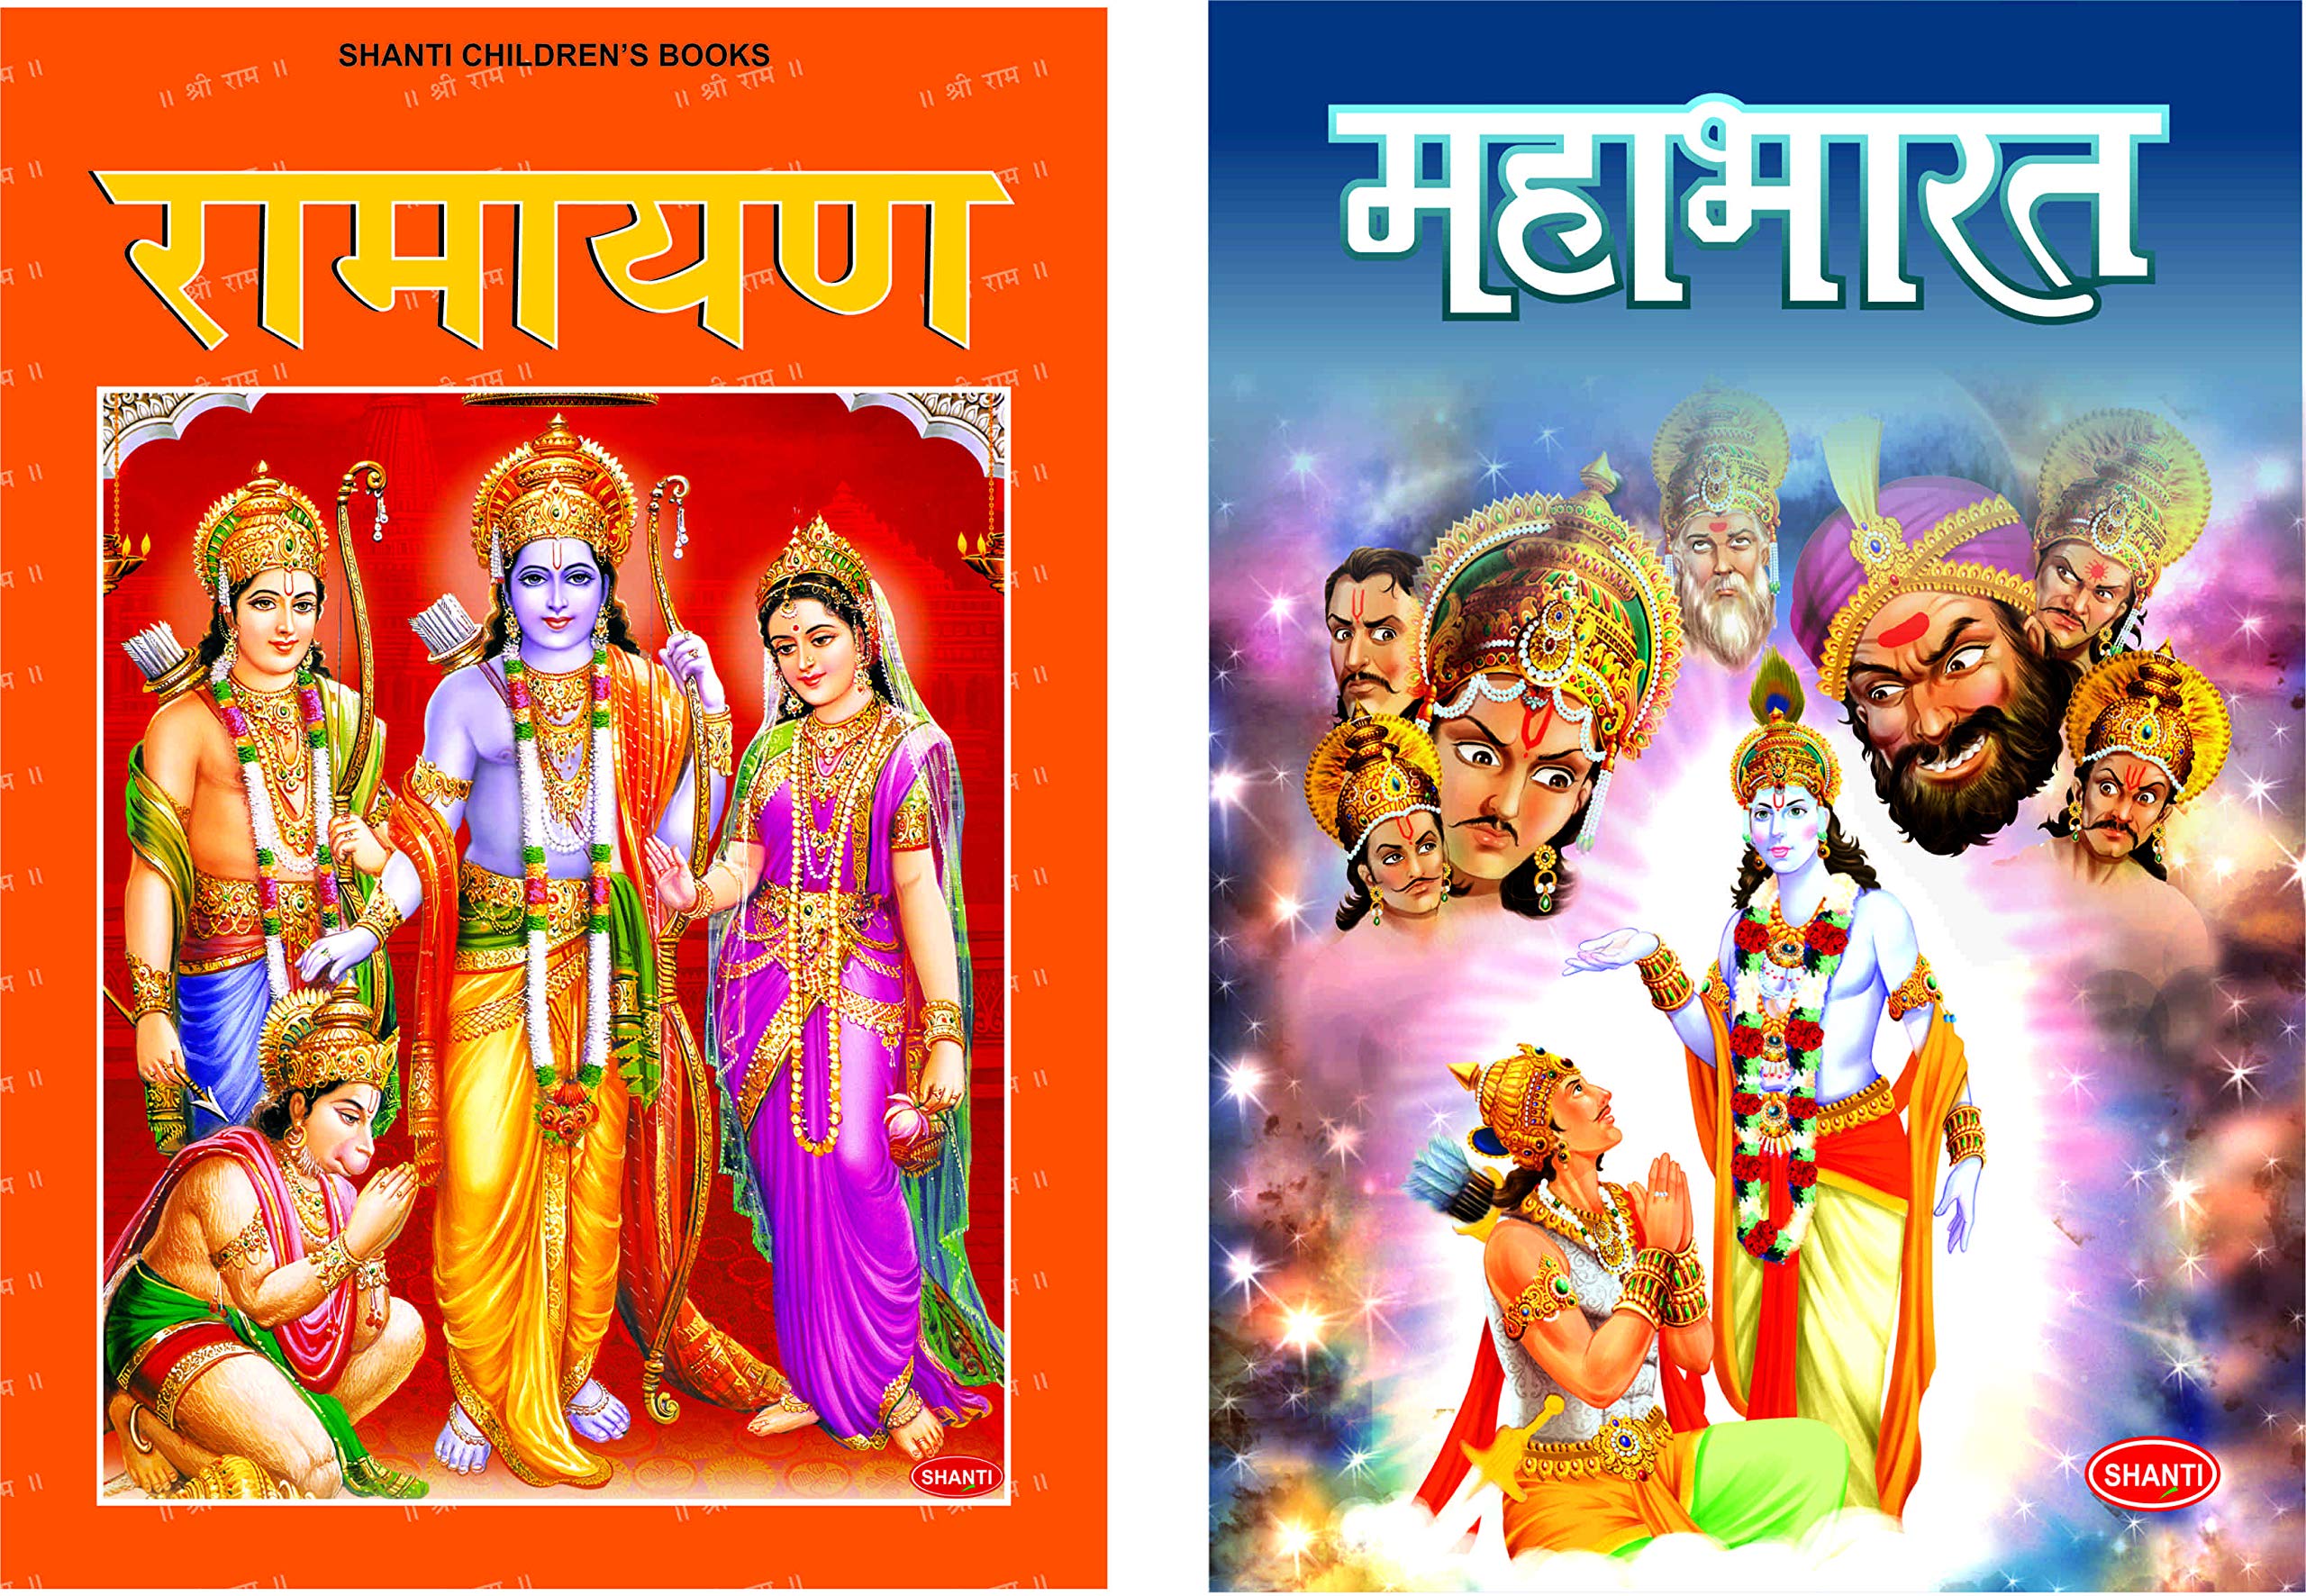 SHANTI CHILDREN'S BOOKS
॥ श्री राम ॥ ॥ श्री राम ॥ ॥ श्री राम ॥ ॥ श्री राम ॥
रामायण
SHANTI
महाभारत
SHANTI